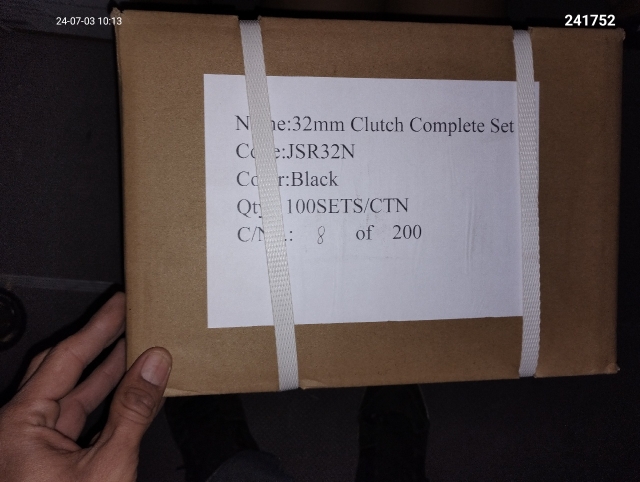 24-07-03 10:13
241752
N me:32mm Clutch Complete Set
Co e:JSR32N
Co r:Black
Qty 100SETS/CTN
C/N .: 8 of 200